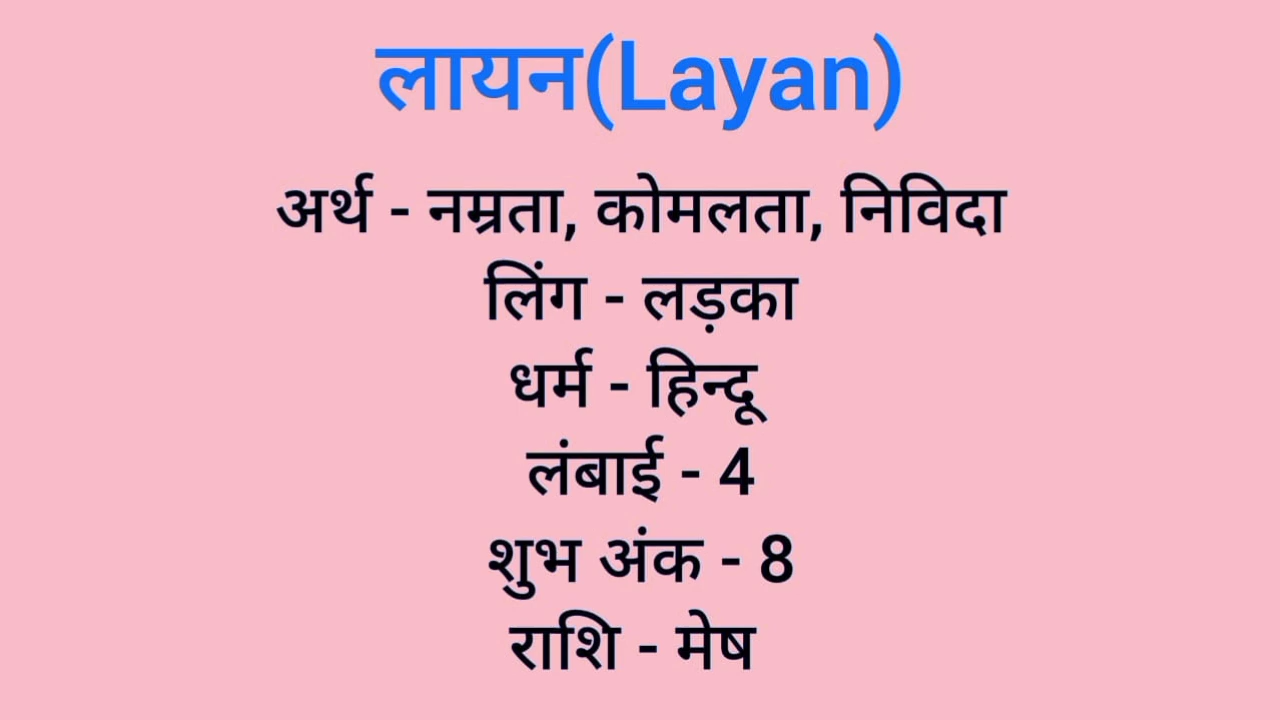 लायन(Layan)
अर्थ - नम्रता, कोमलता, निविदा
लिंग - लड़का
धर्म - हिन्दू
लंबाई - 4
शुभ अंक - 8
राशि - मेष